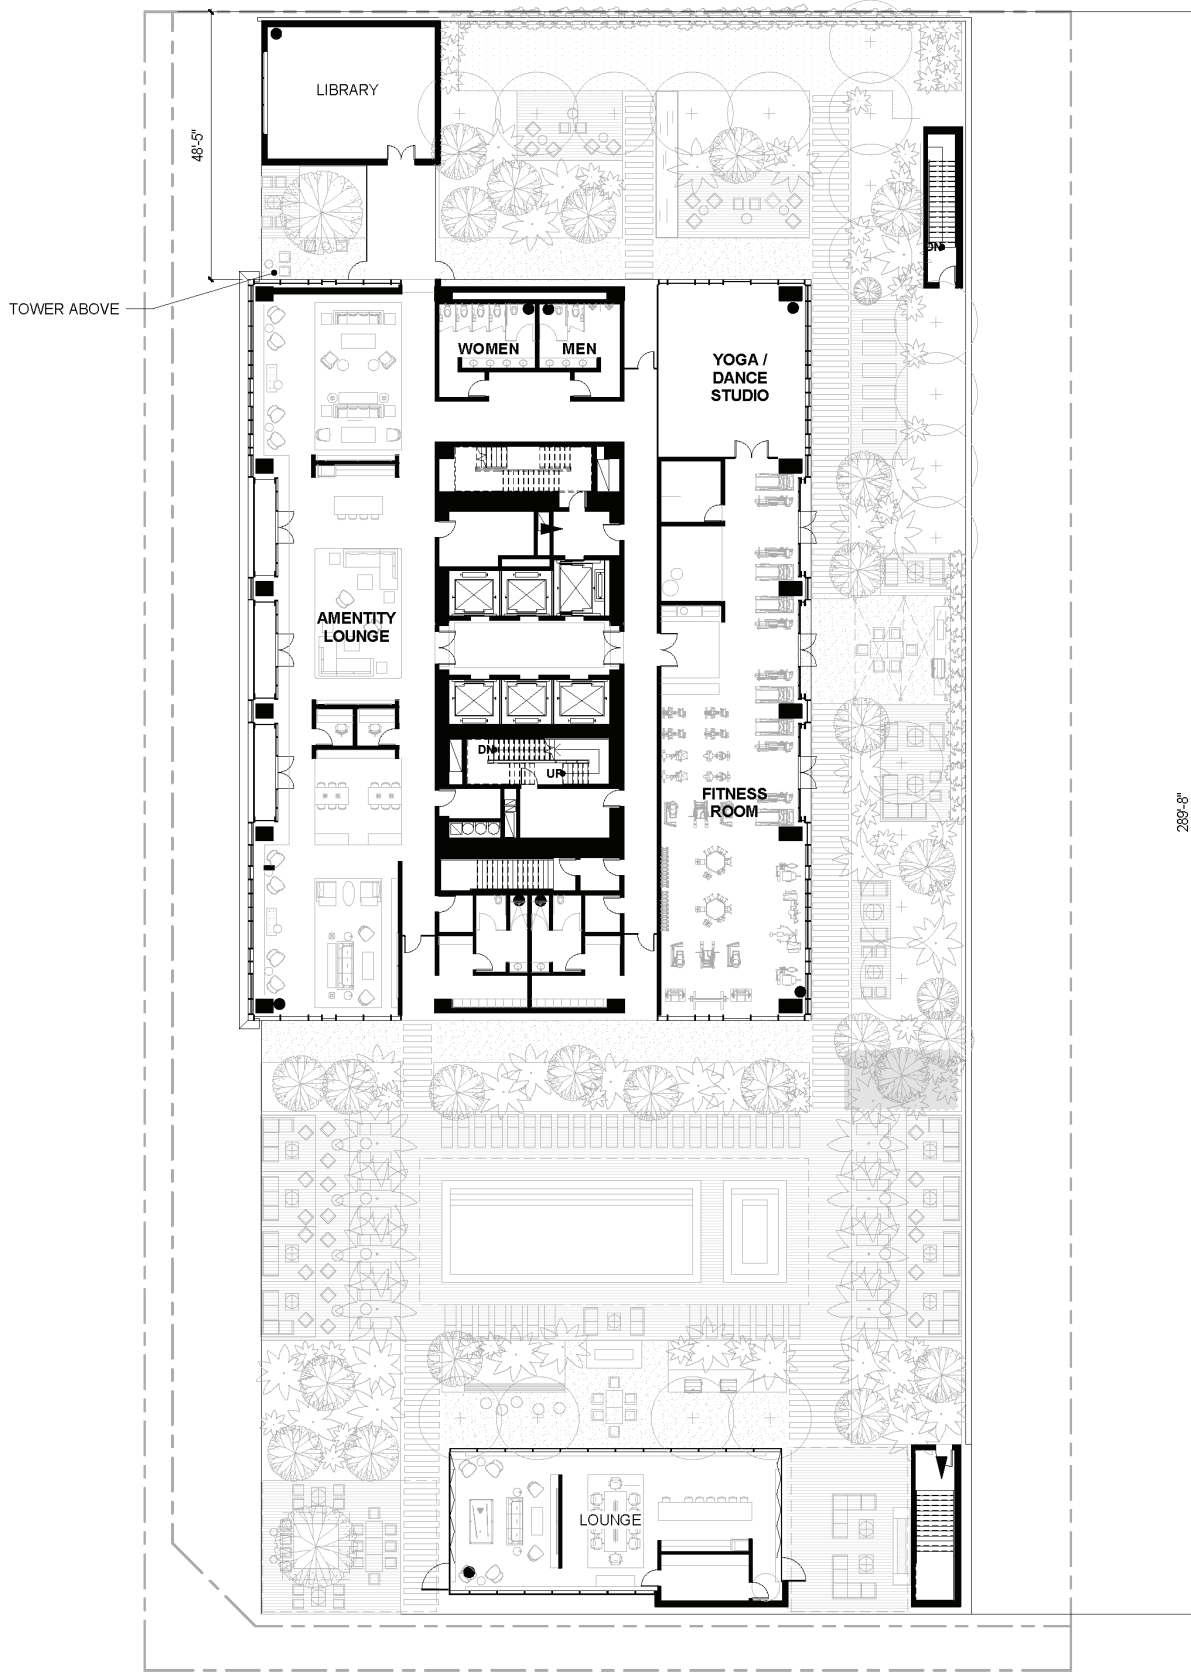 LIBRARY
48'-5"
DN
TOWER ABOVE
WOMEN
MEN
YOGA /
DANCE
STUDIO
AMENTITY
LOUNGE
DN
UP
FITNESS
ROOM
289'-8"
LOUNGE